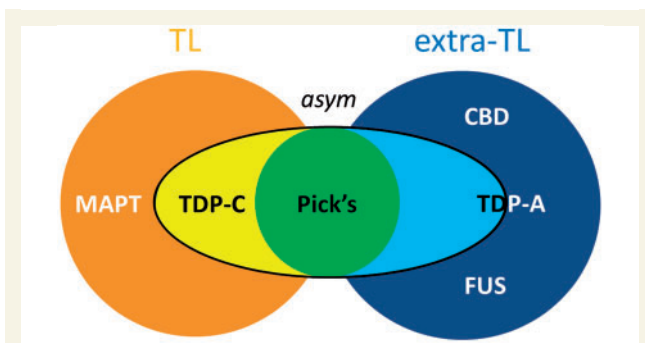 TL
extra-TL
asym
CBD
MAPT
TDP-C
Pick's
TDP-A
FUS